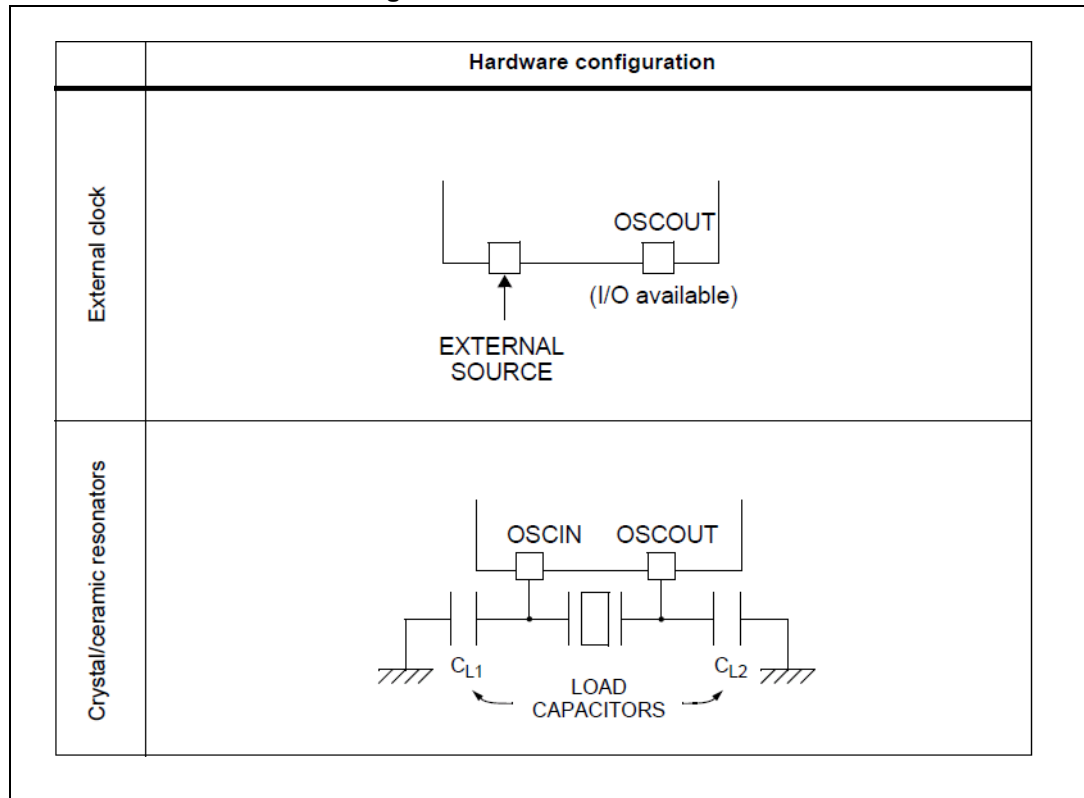 Hardware configuration
External clock
OSCOUT
(I/O available)
EXTERNAL
SOURCE
Crystal/ceramic resonators
OSCIN OSCOUT
CL1
CL2
LOAD
CAPACITORS